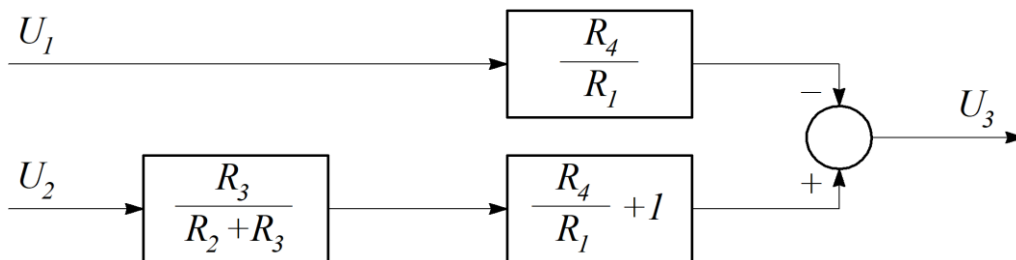 U₁
R₄
R₁
−
U₃
U₂
R₃
R₂+R₃
R₄
R₁
+1
+